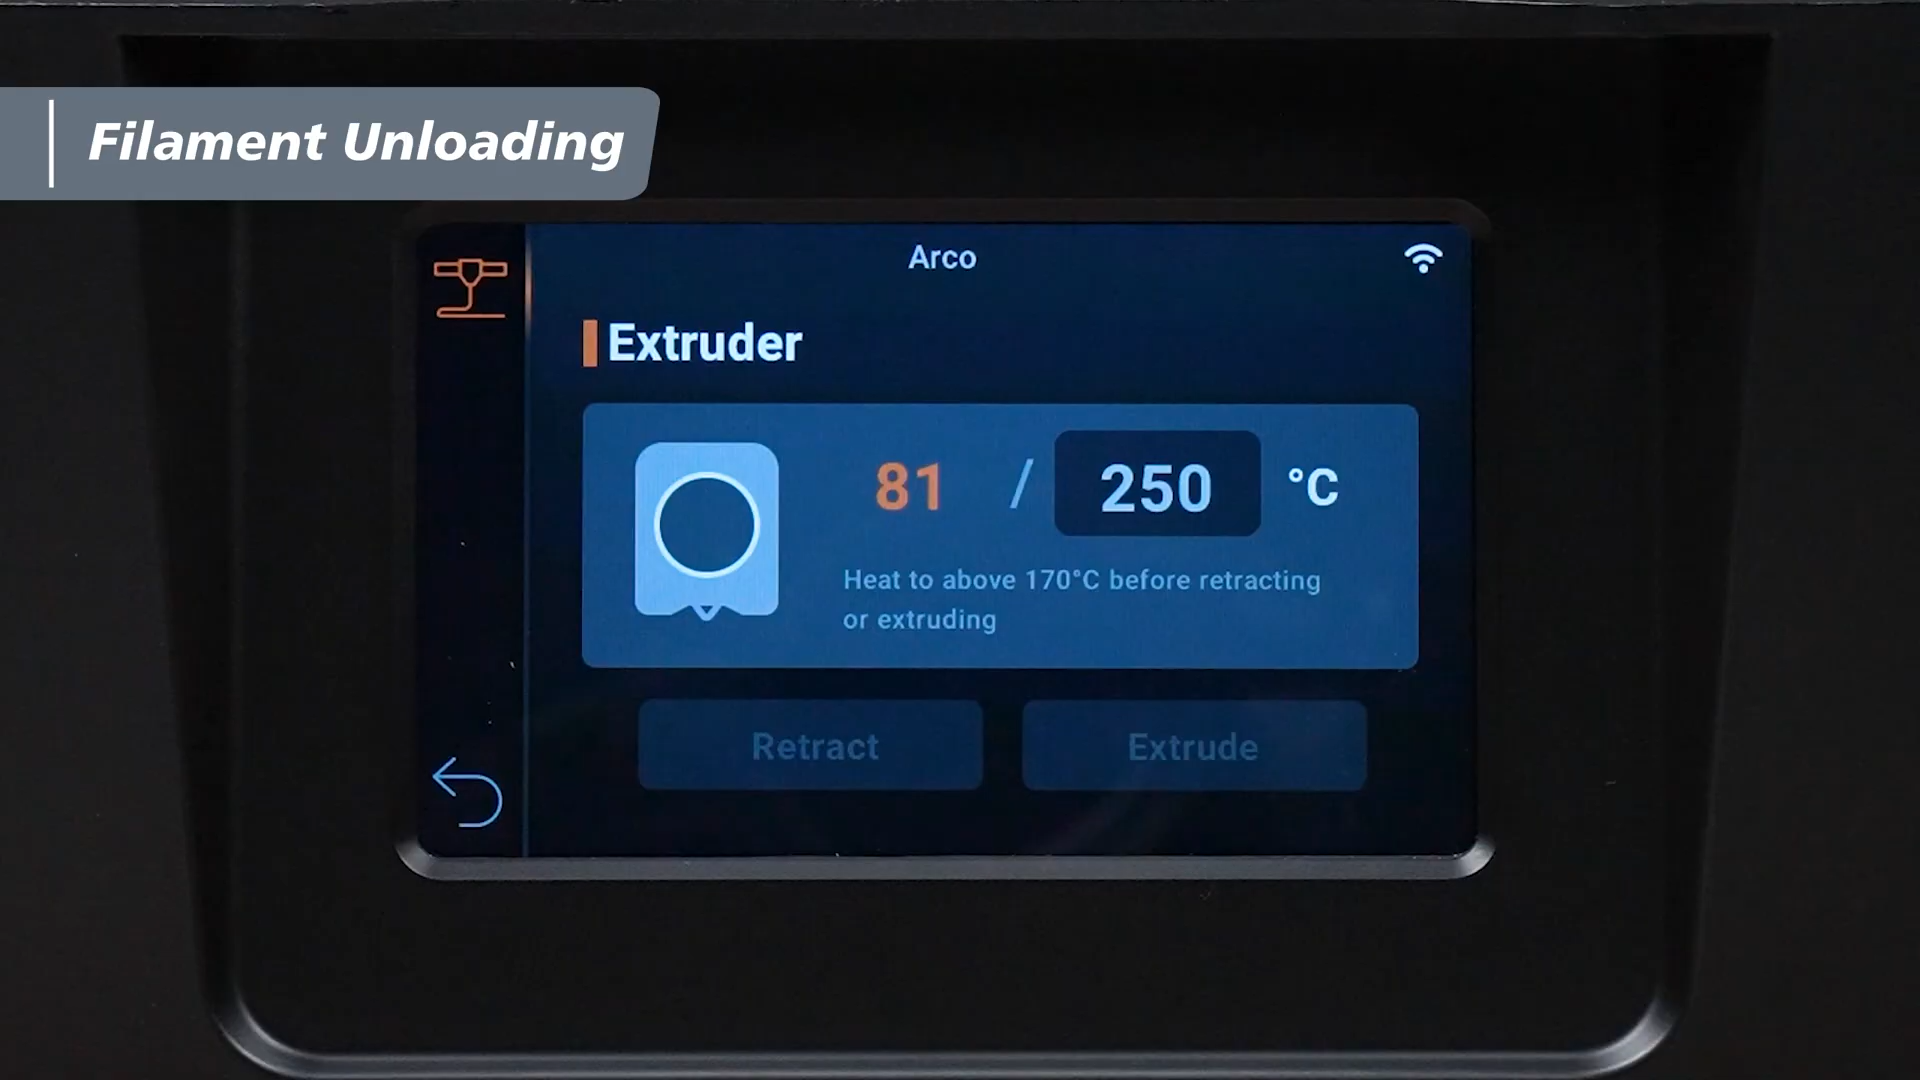 Filament Unloading
Arco
Extruder
81 / 250 °C
Heat to above 170°C before retracting
or extruding
Retract
Extrude